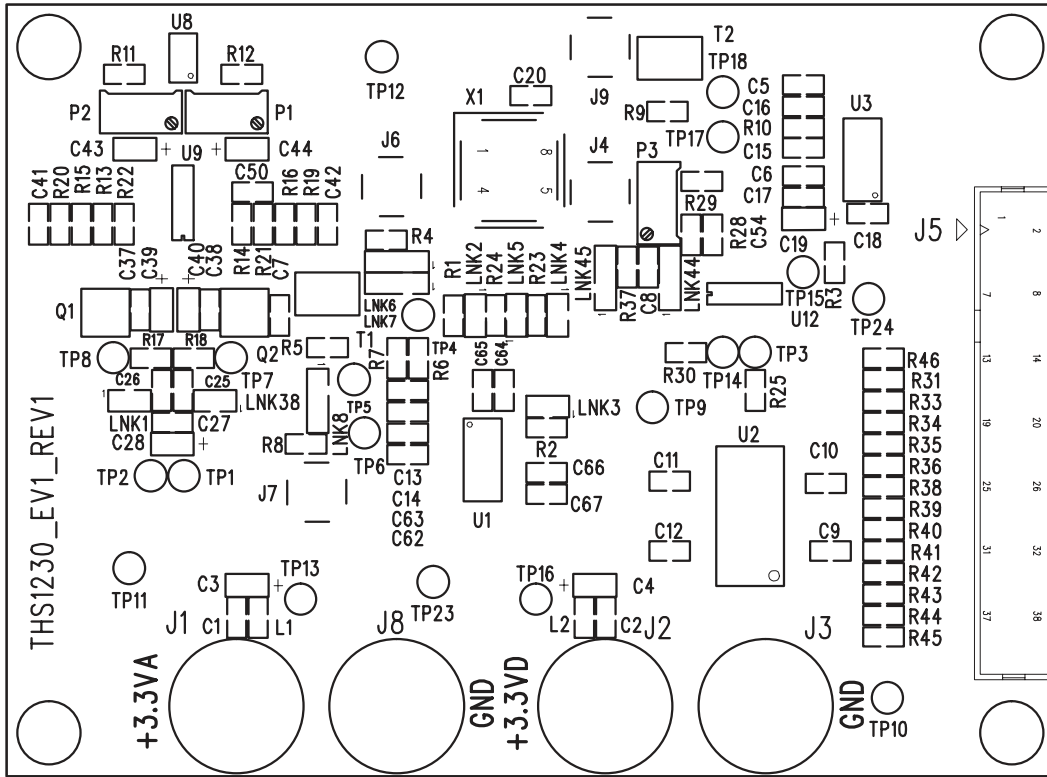 U8
T2
R11
R12
TP18
C20
C5
TP12
X1
J9
C16
U3
P2
P1
R9
R10
J6
J4
TP17
C43
+
U9
+
C44
P3
C15
1
8
C50
C6
4
5
C17
1
2
C41
R20
R15
R13
R22
R16
R19
C42
R29
+
C18
J5
C19
R28
C54
R4
C37
C39
C40
C38
R14
R21
C7
R1
LNK2
R24
LNK5
R23
LNK4
LNK45
R37
C8
LNK44
R3
TP15
+
+
1
1
LNK6
LNK7
7
8
Q1
U12
TP24
R17
R18
Q2
R5
T1
R7
TP4
R6
C65
C64
1
1
1
TP8
TP7
R30
TP14
TP3
13
14
R46
C26
C25
1
1
LNK38
TP5
R25
R31
LNK1
C27
LNK8
LNK3
1
TP9
R33
C28
+
R8
TP6
R2
U2
R34
19
20
R35
TP2
TP1
C13
C66
C11
C10
R36
J7
C14
C67
R38
25
26
U1
C63
R39
C62
C12
C9
R40
R41
31
32
TP11
C3
+
TP13
TP16
+
C4
R42
TP23
R43
J1
C1
L1
J8
L2
C2
J2
J3
R44
37
38
R45
THS1230_EV1_REV1
+3.3VA
GND
+3.3VD
GND
TP10